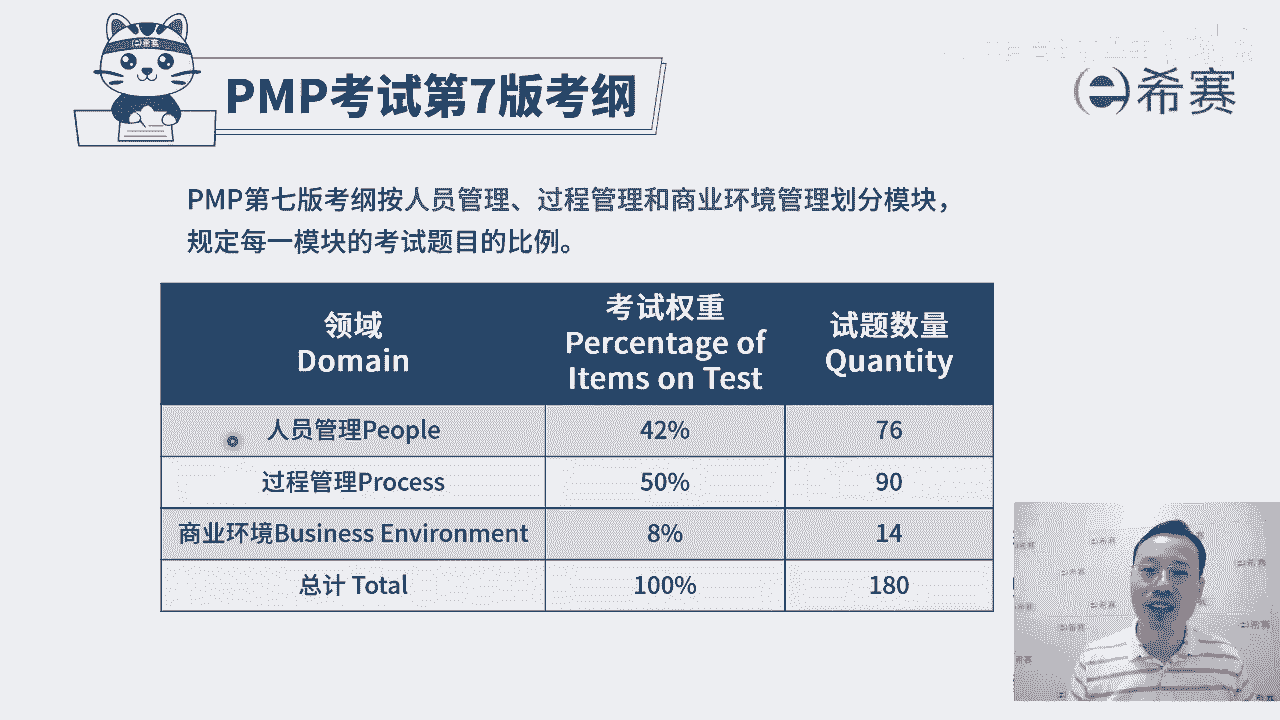 希赛
PMP考试第7版考纲
希赛
PMP第七版考纲按人员管理、过程管理和商业环境管理划分模块，
规定每一模块的考试题目的比例。
领域
Domain
考试权重
Percentage of
Items on Test
试题数量
Quantity
人员管理People
42%
76
过程管理Process
50%
90
商业环境Business Environment
8%
14
总计 Total
100%
180